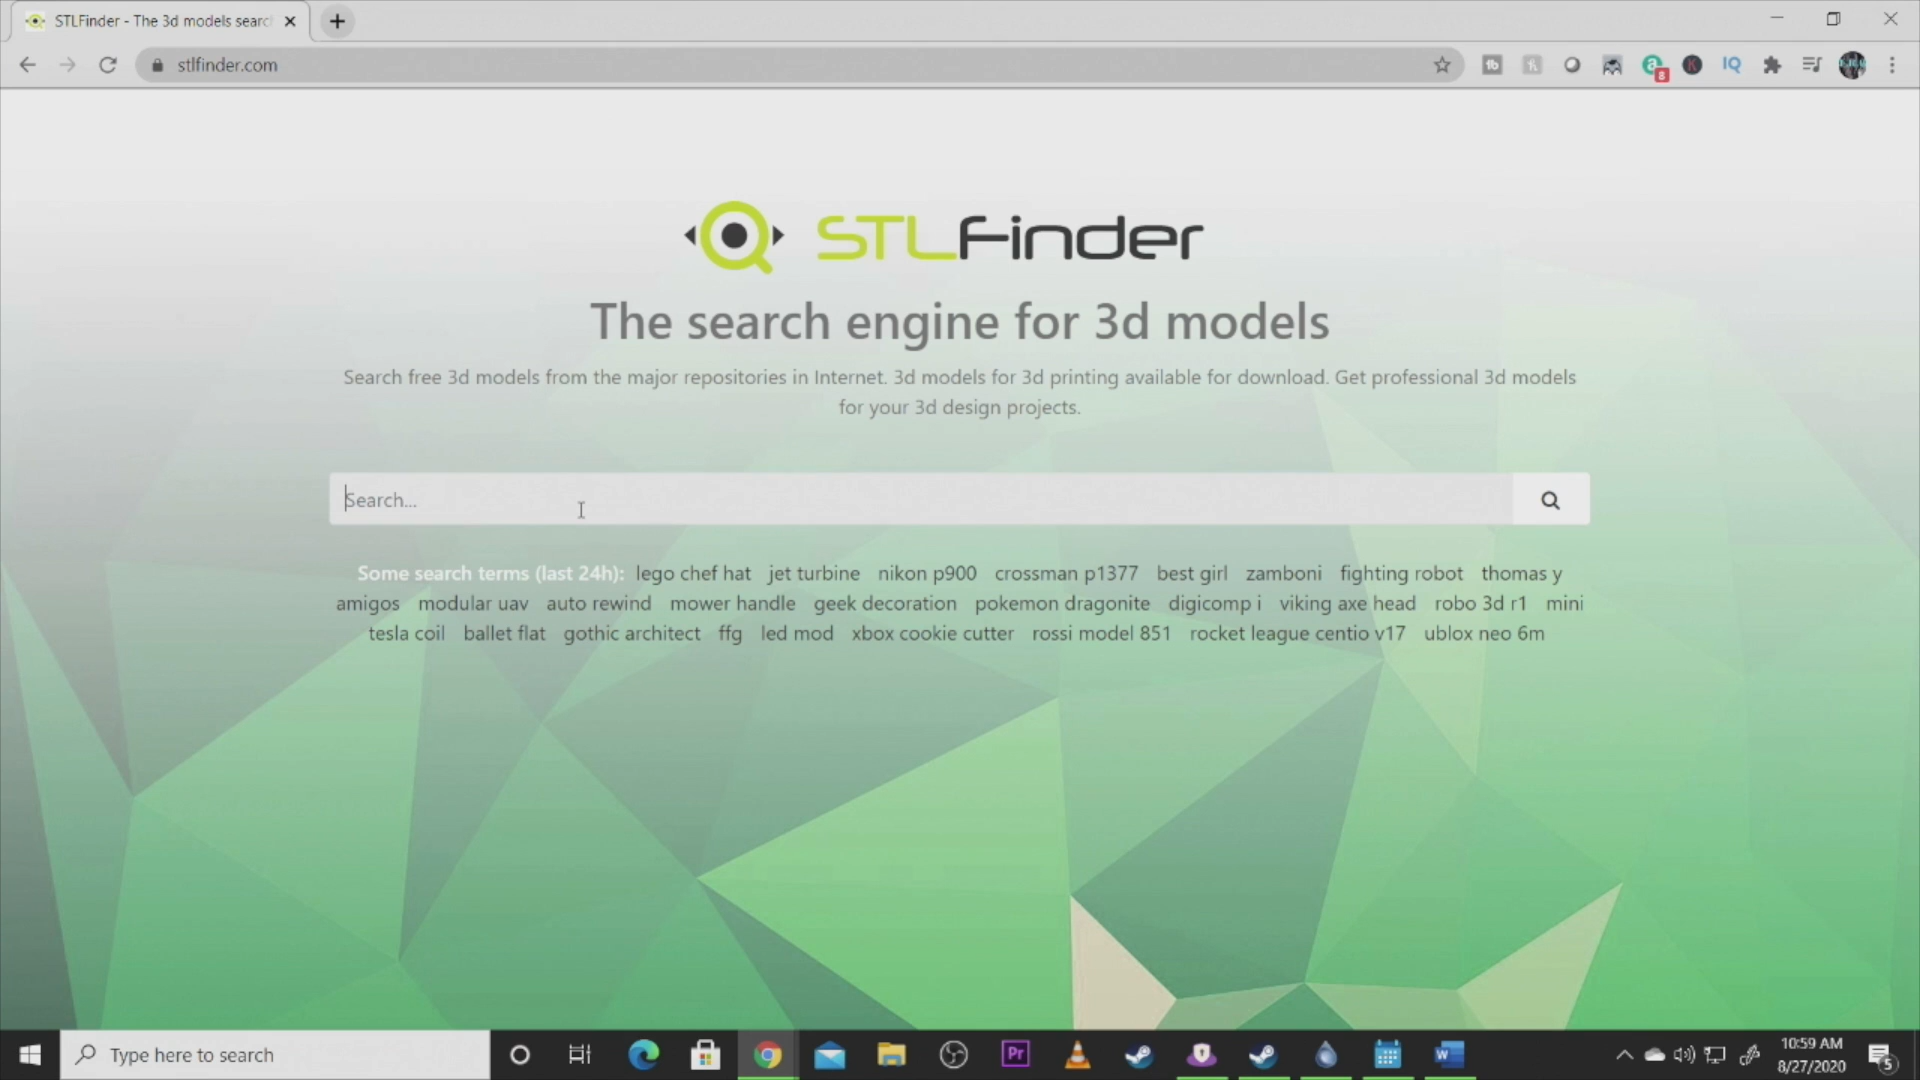 STLFinder - The 3d models searc
stlfinder.com
8
IQ
STLFinder
The search engine for 3d models
Search free 3d models from the major repositories in Internet. 3d models for 3d printing available for download. Get professional 3d models
for your 3d design projects.
Search...
Some search terms (last 24h): lego chef hat jet turbine nikon p900 crossman p1377 best girl zamboni fighting robot thomas y
amigos modular uav auto rewind mower handle geek decoration pokemon dragonite digicomp i viking axe head robo 3d r1 mini
tesla coil ballet flat gothic architect ffg led mod xbox cookie cutter rossi model 851 rocket league centio v17 ublox neo 6m
Type here to search
Pr
W
10:59 AM
8/27/2020
5